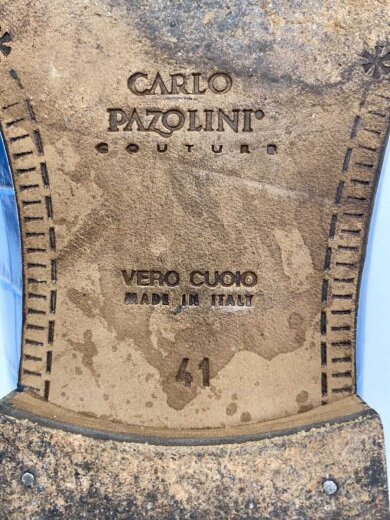 CARLO
PAZOLINI
COUTURE
VERO CUOIO
MADE IN ITALY
41